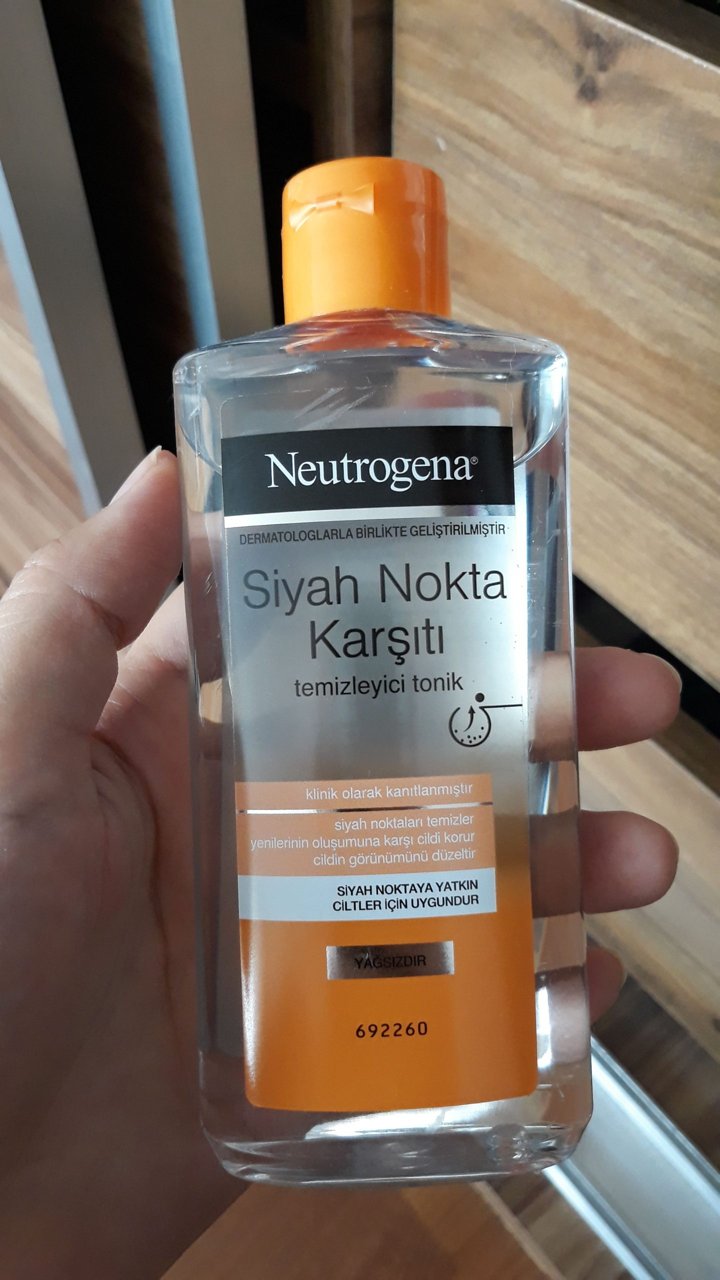 Neutrogena®
DERMATOLOGLARLA BİRLİKTE GELİŞTİRİLMİŞTİR
Siyah Nokta
Karşıtı
temizleyici tonik
klinik olarak kanıtlanmıştır
siyah noktaları temizler
yenilerinin oluşumuna karşı cildi korur
cildin görünümünü düzeltir
SİYAH NOKTAYA YATKIN
CİLTLER İÇİN UYGUNDUR
YAĞSIZDIR
692260